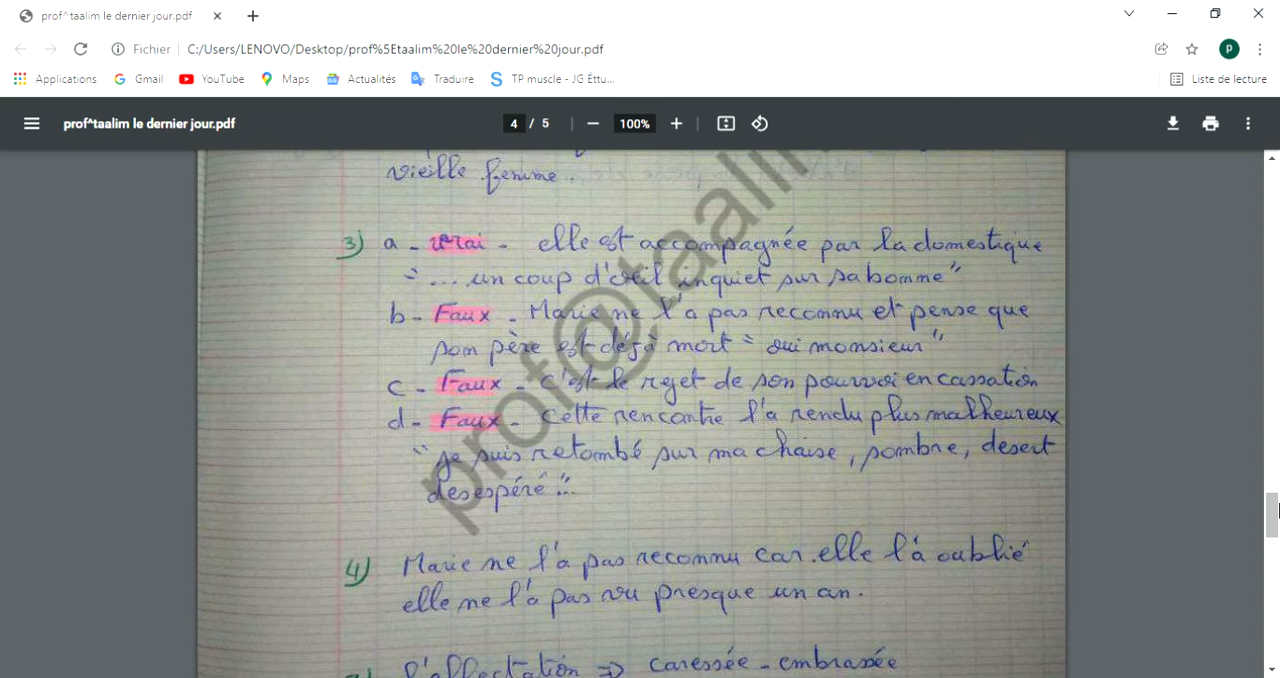 prof^taalim le dernier jour.pdf
Fichier C:/Users/LENOVO/Desktop/prof%5Etaalim%20le%20dernier%20jour.pdf
Applications Gmail YouTube Maps Actualités Traduire TP muscle - JG Éttu... Liste de lecture
prof^taalim le dernier jour.pdf 4 / 5 100%
vieille femme.
3) a - vrai - elle est accompagnée par la domestique
"... un coup d'œil inquiet sur sa bomme"
b - Faux - Marie ne l'a pas reconnu et pense que
son père est déjà mort "oui monsieur"
c - Faux - c'est le rejet de son pourvoi en cassation
d - Faux - cette rencontre l'a rendu plus malheureux
"je suis retombé sur ma chaise, sombre, desert
desespéré"...
4) Marie ne l'a pas reconnu car elle l'a oublié
elle ne l'a pas vu presque un an.
l'affectation => caressée - embrassée
prof@taalim